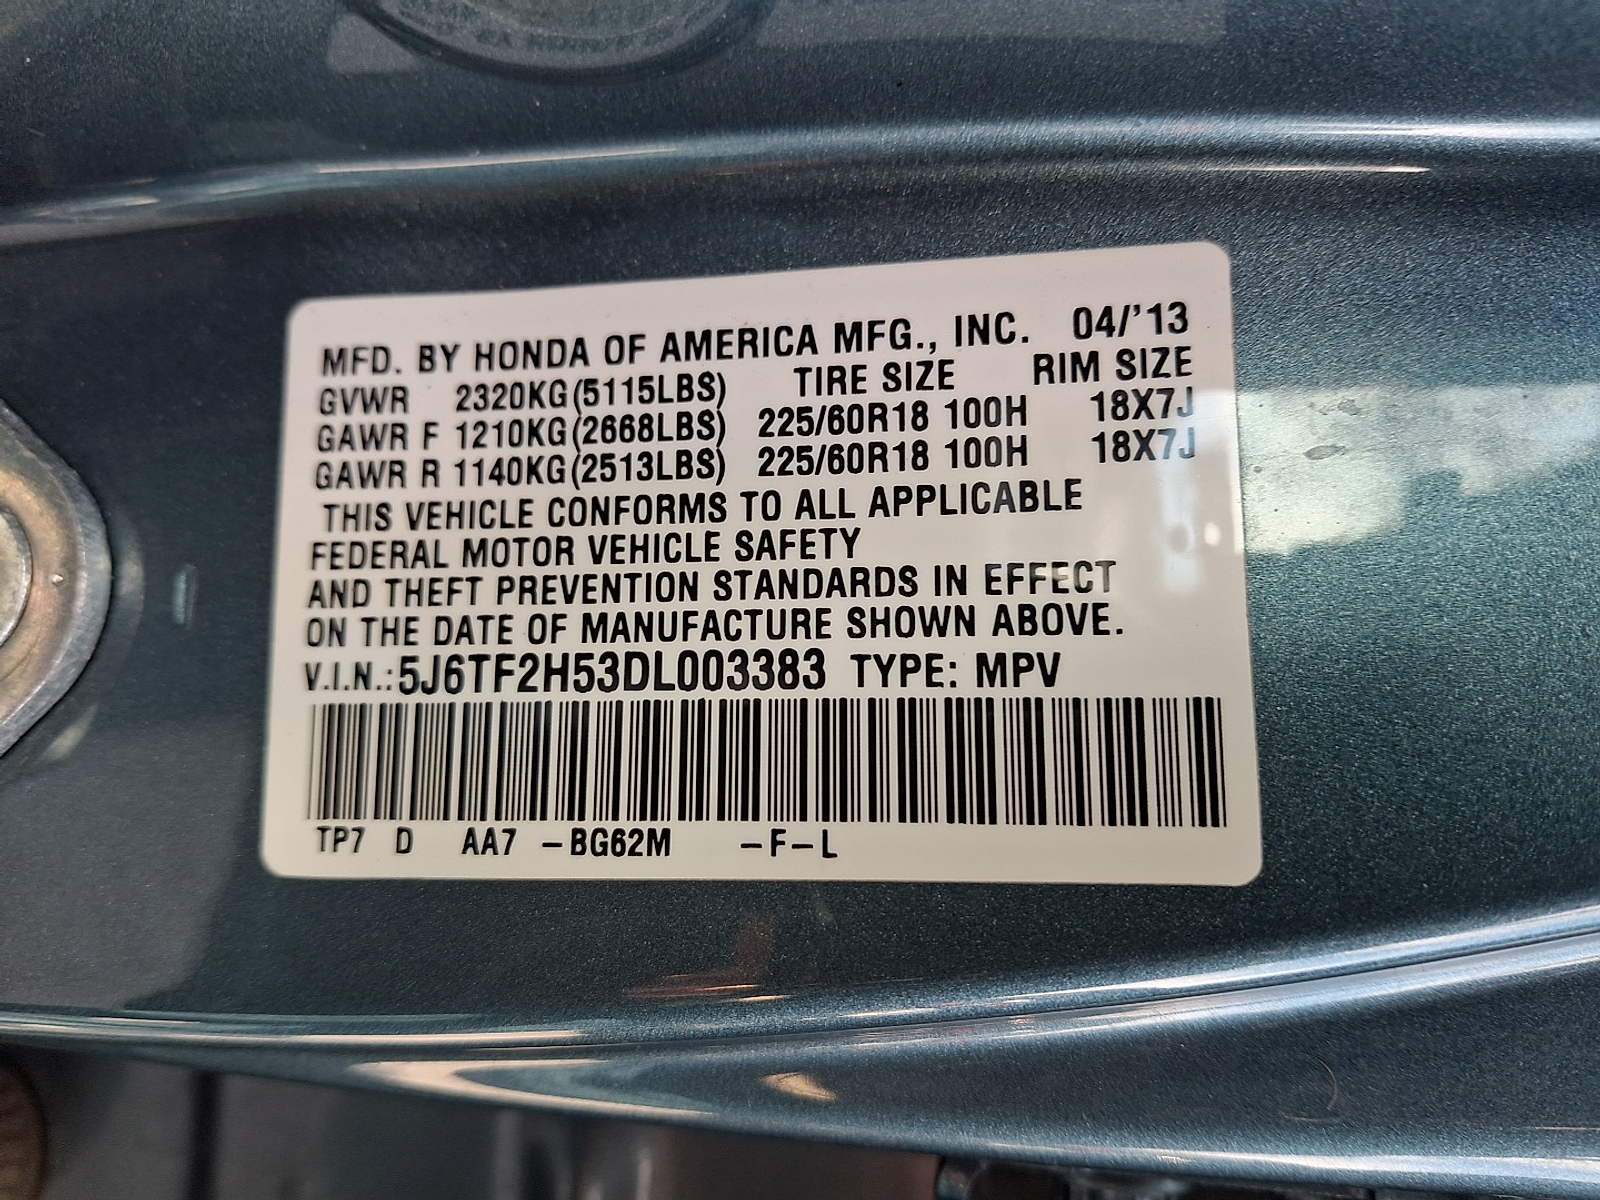 MFD. BY HONDA OF AMERICA MFG., INC. 04/'13
GVWR 2320KG(5115LBS) TIRE SIZE RIM SIZE
GAWR F 1210KG(2668LBS) 225/60R18 100H 18X7J
GAWR R 1140KG(2513LBS) 225/60R18 100H 18X7J
THIS VEHICLE CONFORMS TO ALL APPLICABLE
FEDERAL MOTOR VEHICLE SAFETY
AND THEFT PREVENTION STANDARDS IN EFFECT
ON THE DATE OF MANUFACTURE SHOWN ABOVE.
V.I.N.:5J6TF2H53DL003383 TYPE: MPV
TP7 D AA7 -BG62M -F-L